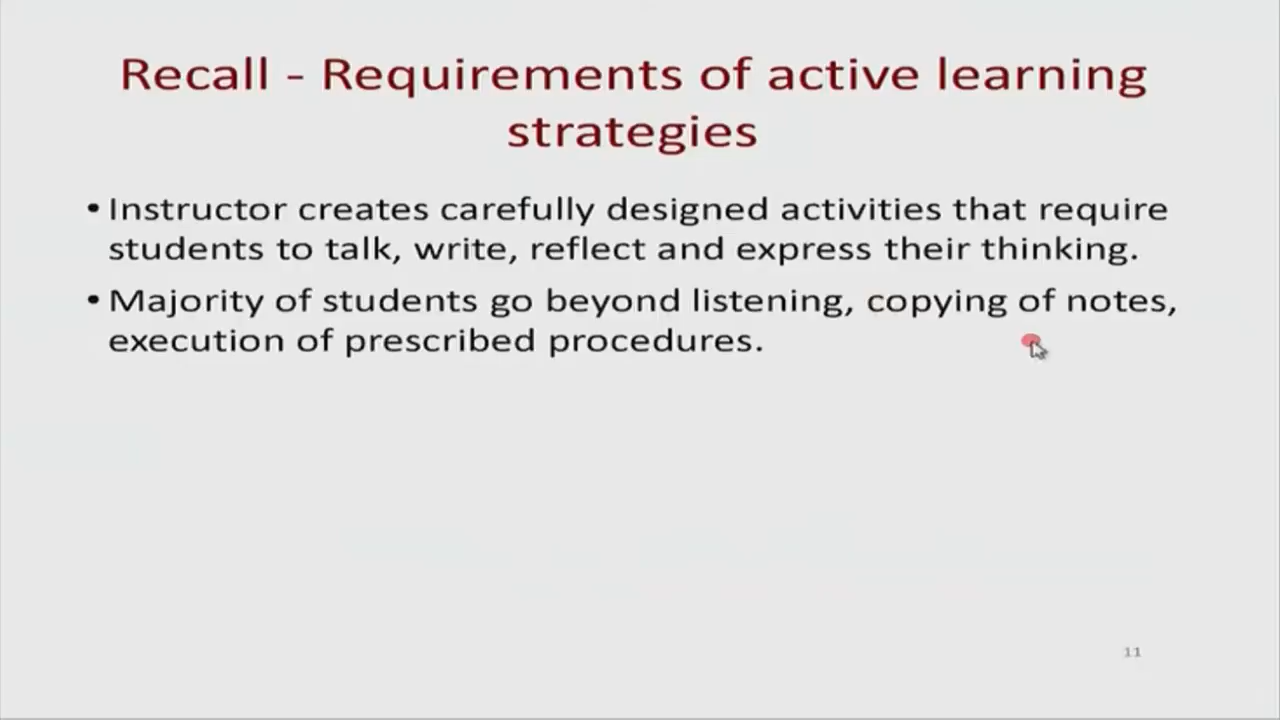 Recall - Requirements of active learning
strategies
• Instructor creates carefully designed activities that require
students to talk, write, reflect and express their thinking.
• Majority of students go beyond listening, copying of notes,
execution of prescribed procedures.
11